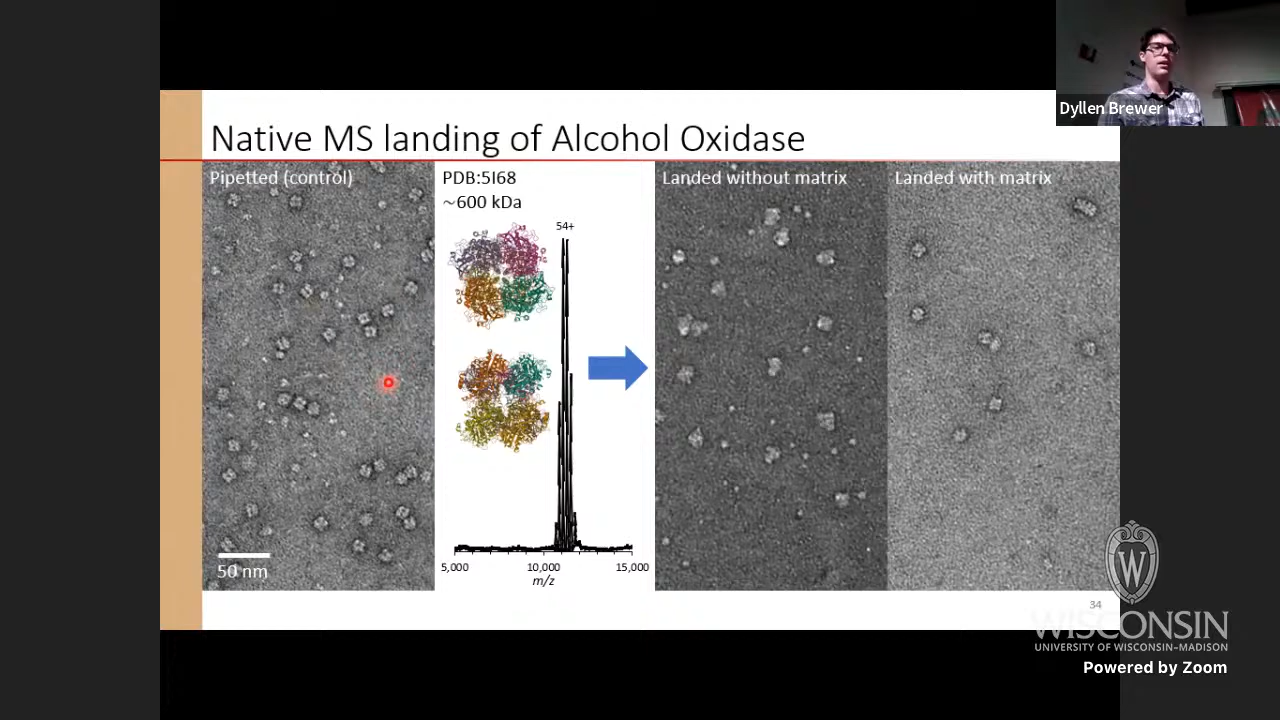 Dyllen Brewer
Native MS landing of Alcohol Oxidase
Pipetted (control)
PDB:5I68
~600 kDa
Landed without matrix
Landed with matrix
54+
50 nm
5,000
10,000
15,000
m/z
34
WISCONSIN
UNIVERSITY OF WISCONSIN–MADISON
Powered by Zoom